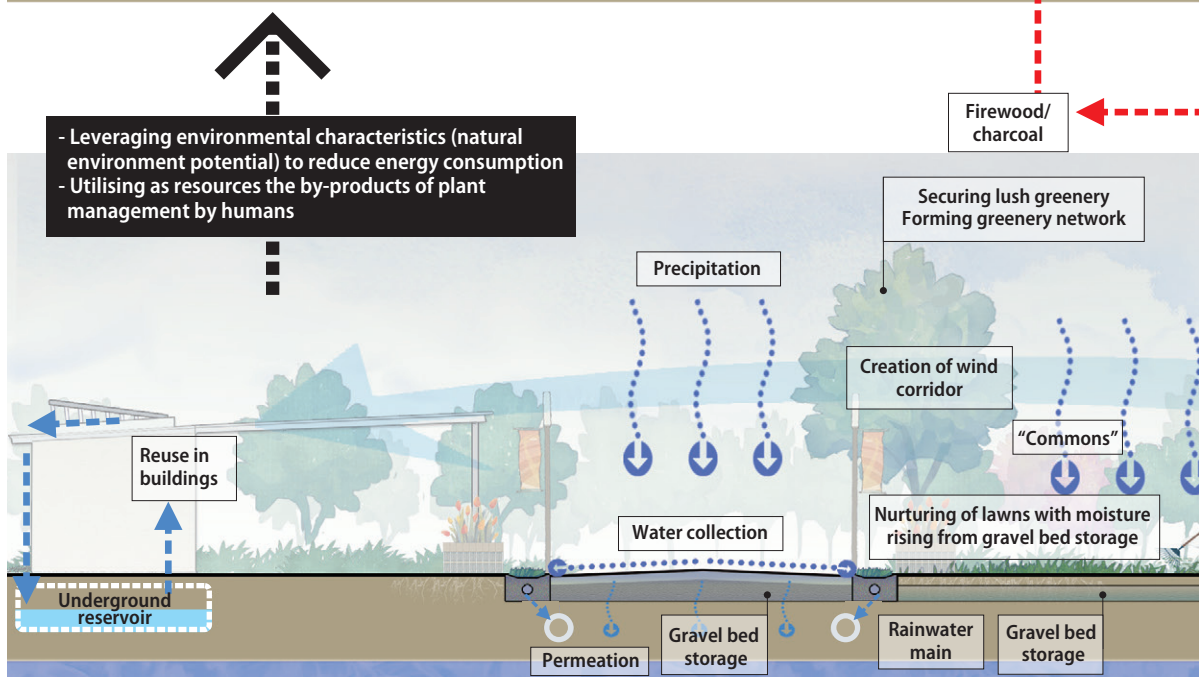 Firewood/
charcoal
- Leveraging environmental characteristics (natural
environment potential) to reduce energy consumption
- Utilising as resources the by-products of plant
management by humans
Securing lush greenery
Forming greenery network
Precipitation
Creation of wind
corridor
"Commons"
Reuse in
buildings
Nurturing of lawns with moisture
rising from gravel bed storage
Water collection
Underground
reservoir
Permeation
Gravel bed
storage
Rainwater
main
Gravel bed
storage